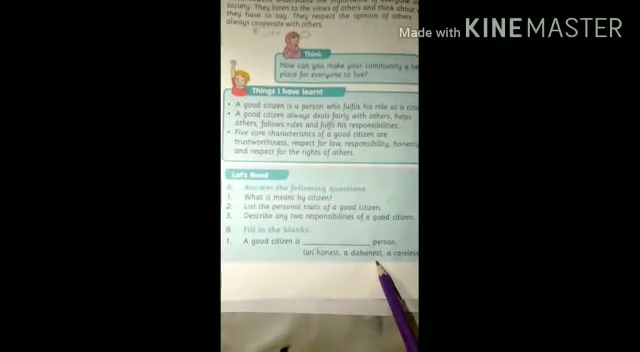 society. They listen to the views of others and think about
they have to say. They respect the opinion of others
always cooperate with others.
Made with KINEMASTER
Think
How can you make your community a
place for everyone to live?
Things I have learnt
• A good citizen is a person who fulfils his role as a
• A good citizen always deals fairly with others, helps
others, follows rules and fulfil his responsibilities.
• Five core characteristics of a good citizen are
trustworthiness, respect for law, responsibility, honesty
and respect for the rights of others.
Let's Read
A. Answer the following questions.
1. What is meant by citizen?
2. List the personal traits of a good citizen.
3. Describe any two responsibilities of a good citizen.
B. Fill in the blanks.
1. A good citizen is ____________ person.
(an honest, a dishonest, a careless